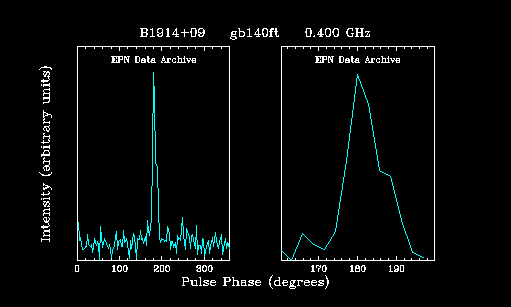 B1914+09 gb140ft 0.400 GHz
EPN Data Archive EPN Data Archive
Intensity (arbitrary units)
0 100 200 300 170 180 190
Pulse Phase (degrees)